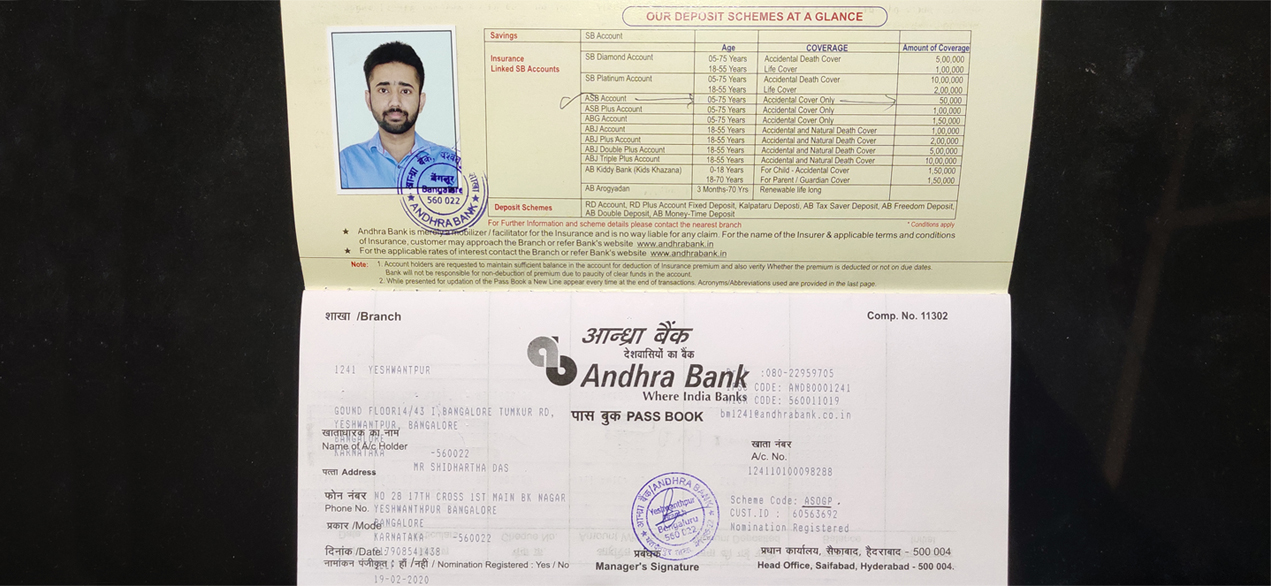 OUR DEPOSIT SCHEMES AT A GLANCE
Savings SB Account
Age COVERAGE Amount of Coverage
Insurance Linked SB Accounts
SB Diamond Account 05-75 Years Accidental Death Cover 5,00,000
18-55 Years Life Cover 1,00,000
SB Platinum Account 05-75 Years Accidental Death Cover 10,00,000
18-55 Years Life Cover 2,00,000
ASB Account 05-75 Years Accidental Cover Only 50,000
ASB Plus Account 05-75 Years Accidental Cover Only 1,00,000
ABG Account 05-75 Years Accidental Cover Only 1,50,000
ABJ Account 18-55 Years Accidental and Natural Death Cover 1,00,000
ABJ Plus Account 18-55 Years Accidental and Natural Death Cover 2,00,000
ABJ Double Plus Account 18-55 Years Accidental and Natural Death Cover 5,00,000
ABJ Triple Plus Account 18-55 Years Accidental and Natural Death Cover 10,00,000
AB Kiddy Bank (Kids Khazana) 0-18 Years For Child - Accidental Cover 1,50,000
18-70 Years For Parent / Guardian Cover 1,50,000
AB Arogyadan 3 Months-70 Yrs Renewable life long
Deposit Schemes RD Account, RD Plus Account Fixed Deposit, Kalpataru Deposti, AB Tax Saver Deposit, AB Freedom Deposit,
AB Double Deposit, AB Money-Time Deposit
For Further Information and scheme details please contact the nearest branch * Conditions apply
आन्ध्रा बैंक, शाखा
बेंगलूर
Bangalore
560 022
★ ANDHRA BANK ★
★ Andhra Bank is merely a mobilizer / facilitator for the Insurance and is no way liable for any claim. For the name of the Insurer & applicable terms and conditions
of Insurance, customer may approach the Branch or refer Bank's website www.andhrabank.in
★ For the applicable rates of interest contact the Branch or refer Bank's website www.andhrabank.in
Note: 1. Account holders are requested to maintain sufficient balance in the account for deduction of Insurance premium and also verify Whether the premium is deducted or not on due dates.
Bank will not be responsible for non-deduction of premium due to paucity of clear funds in the account.
2. While presented for updation of the Pass Book a New Line appear every time at the end of transactions. Acronyms/Abbreviations used are provided in the last page.
शाखा /Branch Comp. No. 11302
आन्ध्रा बैंक
देशवासियों का बैंक
ab Andhra Bank
Where India Banks
पास बुक PASS BOOK
1241 YESHWANTPUR
:080-22959705
CODE: ANDB0001241
CODE: 560011019
bm1241@andhrabank.co.in
GOUND FLOOR14/43 I,BANGALORE TUMKUR RD,
YESHWANTPUR, BANGALORE
BANGALORE
KARNATAKA -560022
खाताधारक का नाम
Name of A/c Holder
MR SHIDHARTHA DAS
खाता नंबर
A/c. No.
124110100098288
पत्ता Address
NO 28 17TH CROSS 1ST MAIN BK NAGAR
YESHWANTHPUR BANGALORE
BANGALORE
KARNATAKA -560022
फोन नंबर
Phone No.
प्रकार /Mode
Scheme Code: ASOGP .
CUST.ID : 60563692
Nomination Registered
आन्ध्रा बैंक/ANDHRA BANK
Yeshwanthpur
Bengaluru
560 022
दिनांक /Date 7908541438
नामांकन पंजीकृत : हाँ /नही / Nomination Registered : Yes / No
19-02-2020
प्रबंधक
Manager's Signature
प्रधान कार्यालय, सैफाबाद, हैदराबाद - 500 004
Head Office, Saifabad, Hyderabad - 500 004.